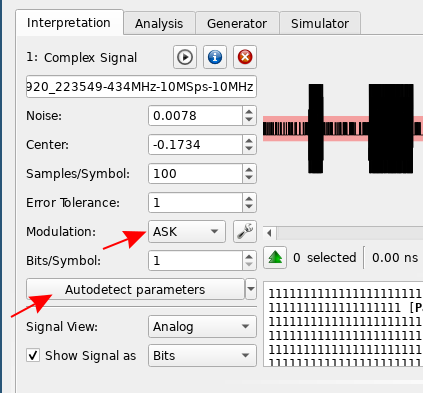 Interpretation Analysis Generator Simulator
1: Complex Signal
920_223549-434MHz-10MSps-10MHz
Noise: 0.0078
Center: -0.1734
Samples/Symbol: 100
Error Tolerance: 1
Modulation: ASK
Bits/Symbol: 1
Autodetect parameters
Signal View: Analog
Show Signal as Bits
0 selected 0.00 ns
1111111111111111111111
1111111111111111111 [Pa
1111111111111111111111
1111111111111111111111
1111111111111111111111
1111111111111111111111